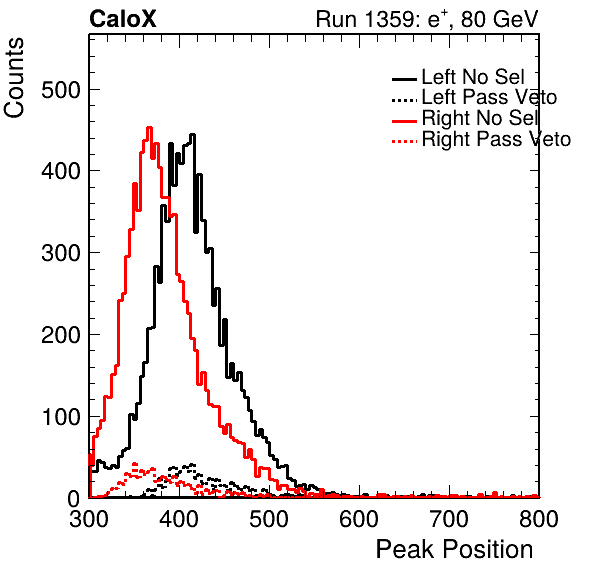 CaloX Run 1359: e+, 80 GeV
Counts
Left No Sel
Left Pass Veto
Right No Sel
Right Pass Veto
500
400
300
200
100
0
300 400 500 600 700 800
Peak Position